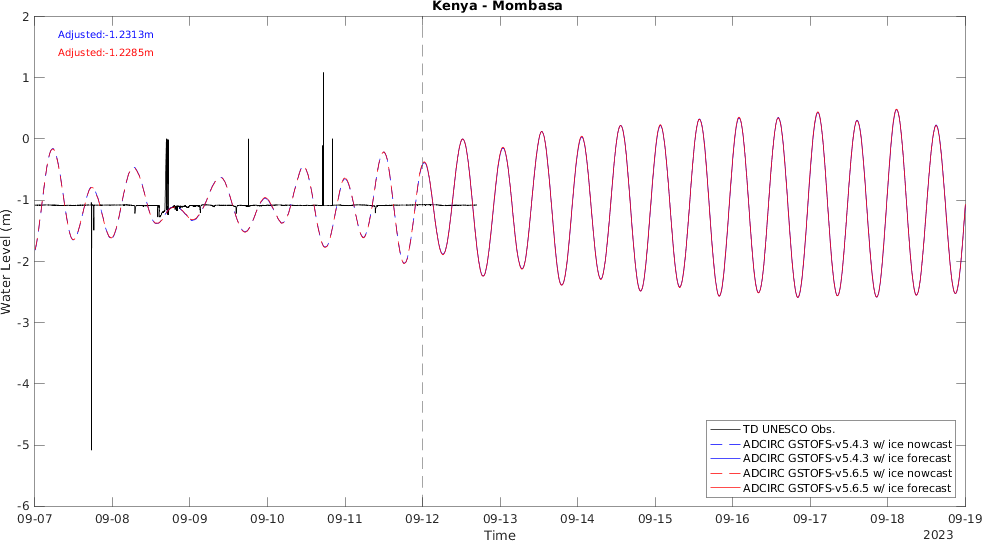 Kenya - Mombasa
Adjusted:-1.2313m
Adjusted:-1.2285m
2
1
0
-1
-2
-3
-4
-5
-6
Water Level (m)
TD UNESCO Obs.
ADCIRC GSTOFS-v5.4.3 w/ ice nowcast
ADCIRC GSTOFS-v5.4.3 w/ ice forecast
ADCIRC GSTOFS-v5.6.5 w/ ice nowcast
ADCIRC GSTOFS-v5.6.5 w/ ice forecast
09-07 09-08 09-09 09-10 09-11 09-12 09-13 09-14 09-15 09-16 09-17 09-18 09-19
Time
2023